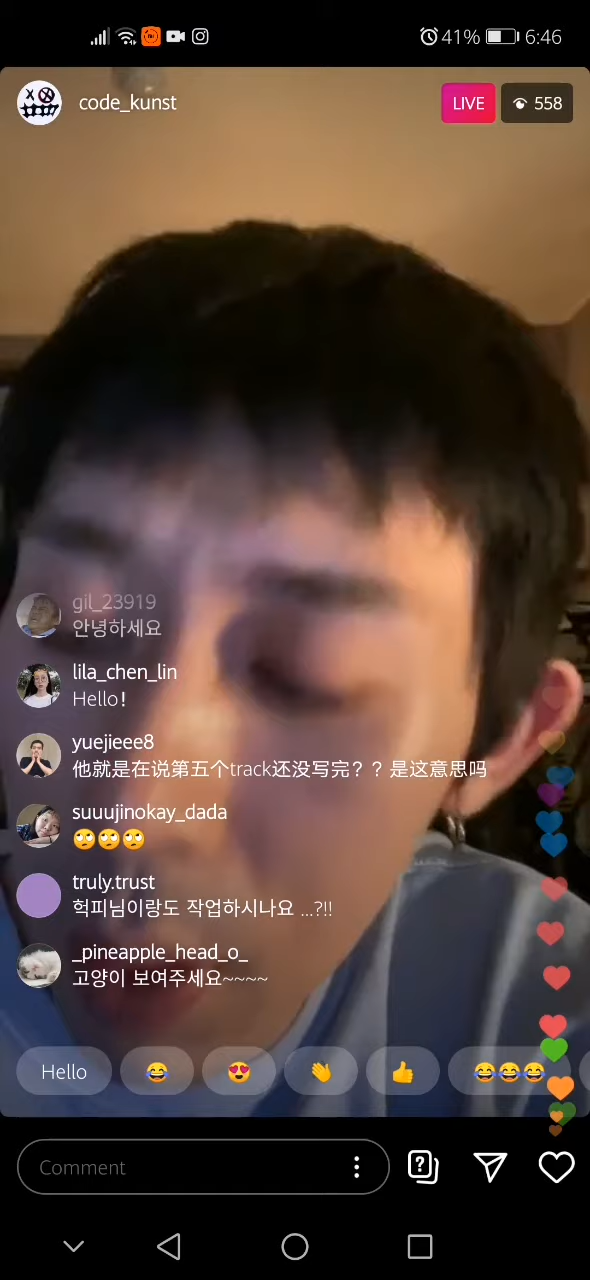 41% 6:46
code_kunst LIVE 558
gil_23919
안녕하세요
lila_chen_lin
Hello!
yuejieee8
他就是在说第五个track还没写完？？是这意思吗
suuujinokay_dada
🙄🙄🙄
truly.trust
헉피님이랑도 작업하시나요 ...?!!
_pineapple_head_o_
고양이 보여주세요~~~~
Hello 😂 😍 👋 👍 😂😂😂
Comment